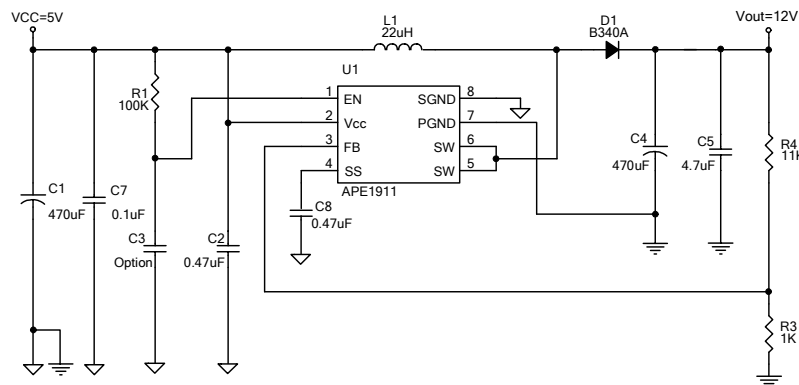 VCC=5V
L1
22uH
D1
B340A
Vout=12V
U1
R1
100K
1
EN
SGND
8
2
Vcc
PGND
7
3
FB
SW
6
4
SS
SW
5
APE1911
C4
470uF
C5
4.7uF
R4
C1
470uF
C7
0.1uF
C8
0.47uF
C3
Option
C2
0.47uF
R3
1K